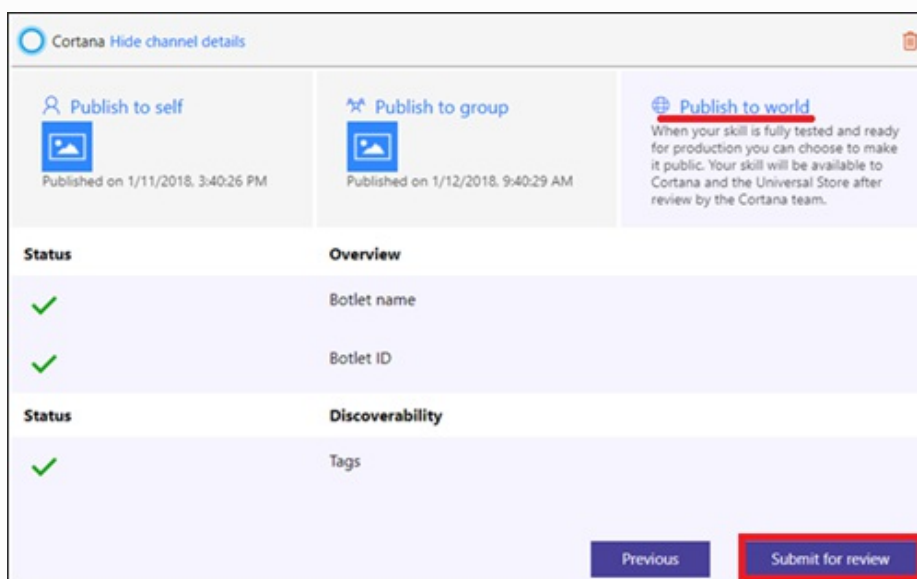 Cortana Hide channel details
Publish to self
Published on 1/11/2018, 3:40:26 PM
Publish to group
Published on 1/12/2018, 9:40:29 AM
Publish to world
When your skill is fully tested and ready
for production you can choose to make
it public. Your skill will be available to
Cortana and the Universal Store after
review by the Cortana team.
Status Overview
Botlet name
Botlet ID
Status Discoverability
Tags
Previous Submit for review